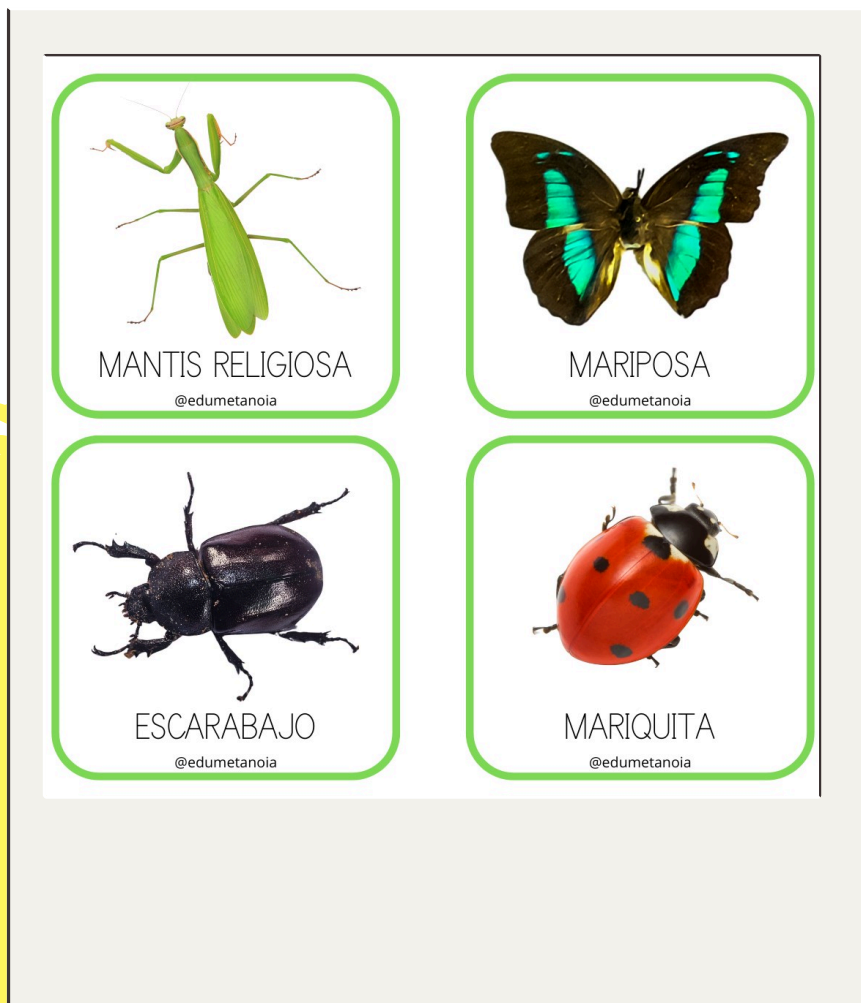 MANTIS RELIGIOSA
@edumetanoia
MARIPOSA
@edumetanoia
ESCARABAJO
@edumetanoia
MARIQUITA
@edumetanoia